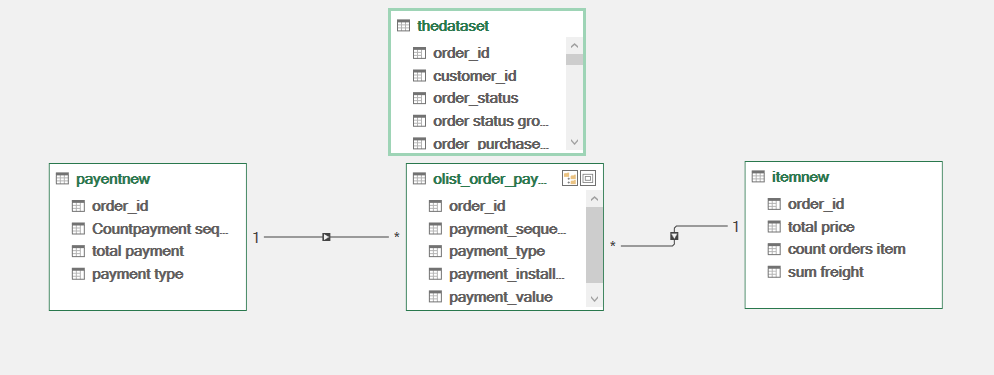 thedataset
order_id
customer_id
order_status
order status gro...
order_purchase...
payentnew
order_id
Countpayment seq...
total payment
payment type
1
*
olist_order_pay...
order_id
payment_seque...
payment_type
payment_install...
payment_value
*
1
itemnew
order_id
total price
count orders item
sum freight